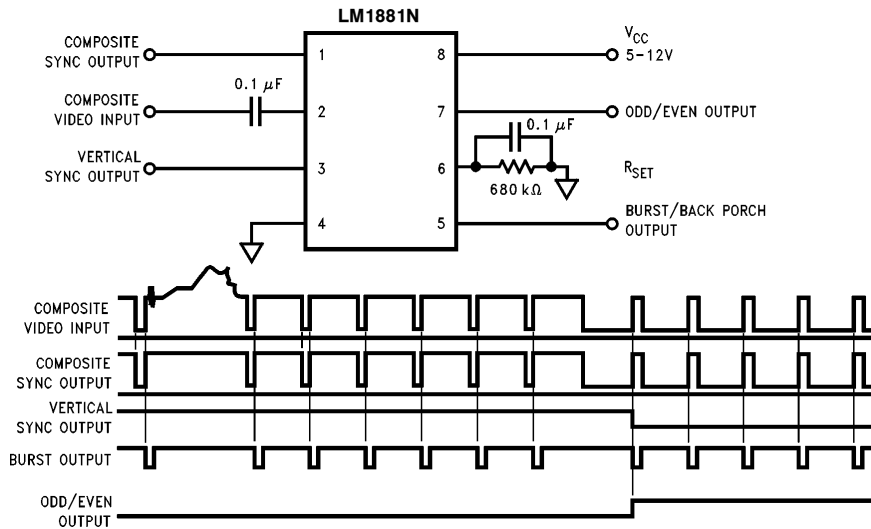 LM1881N
COMPOSITE
SYNC OUTPUT
1
8
VCC
5-12V
0.1 μF
COMPOSITE
VIDEO INPUT
2
7
ODD/EVEN OUTPUT
0.1 μF
VERTICAL
SYNC OUTPUT
3
6
680 kΩ
RSET
4
5
BURST/BACK PORCH
OUTPUT
COMPOSITE
VIDEO INPUT
COMPOSITE
SYNC OUTPUT
VERTICAL
SYNC OUTPUT
BURST OUTPUT
ODD/EVEN
OUTPUT